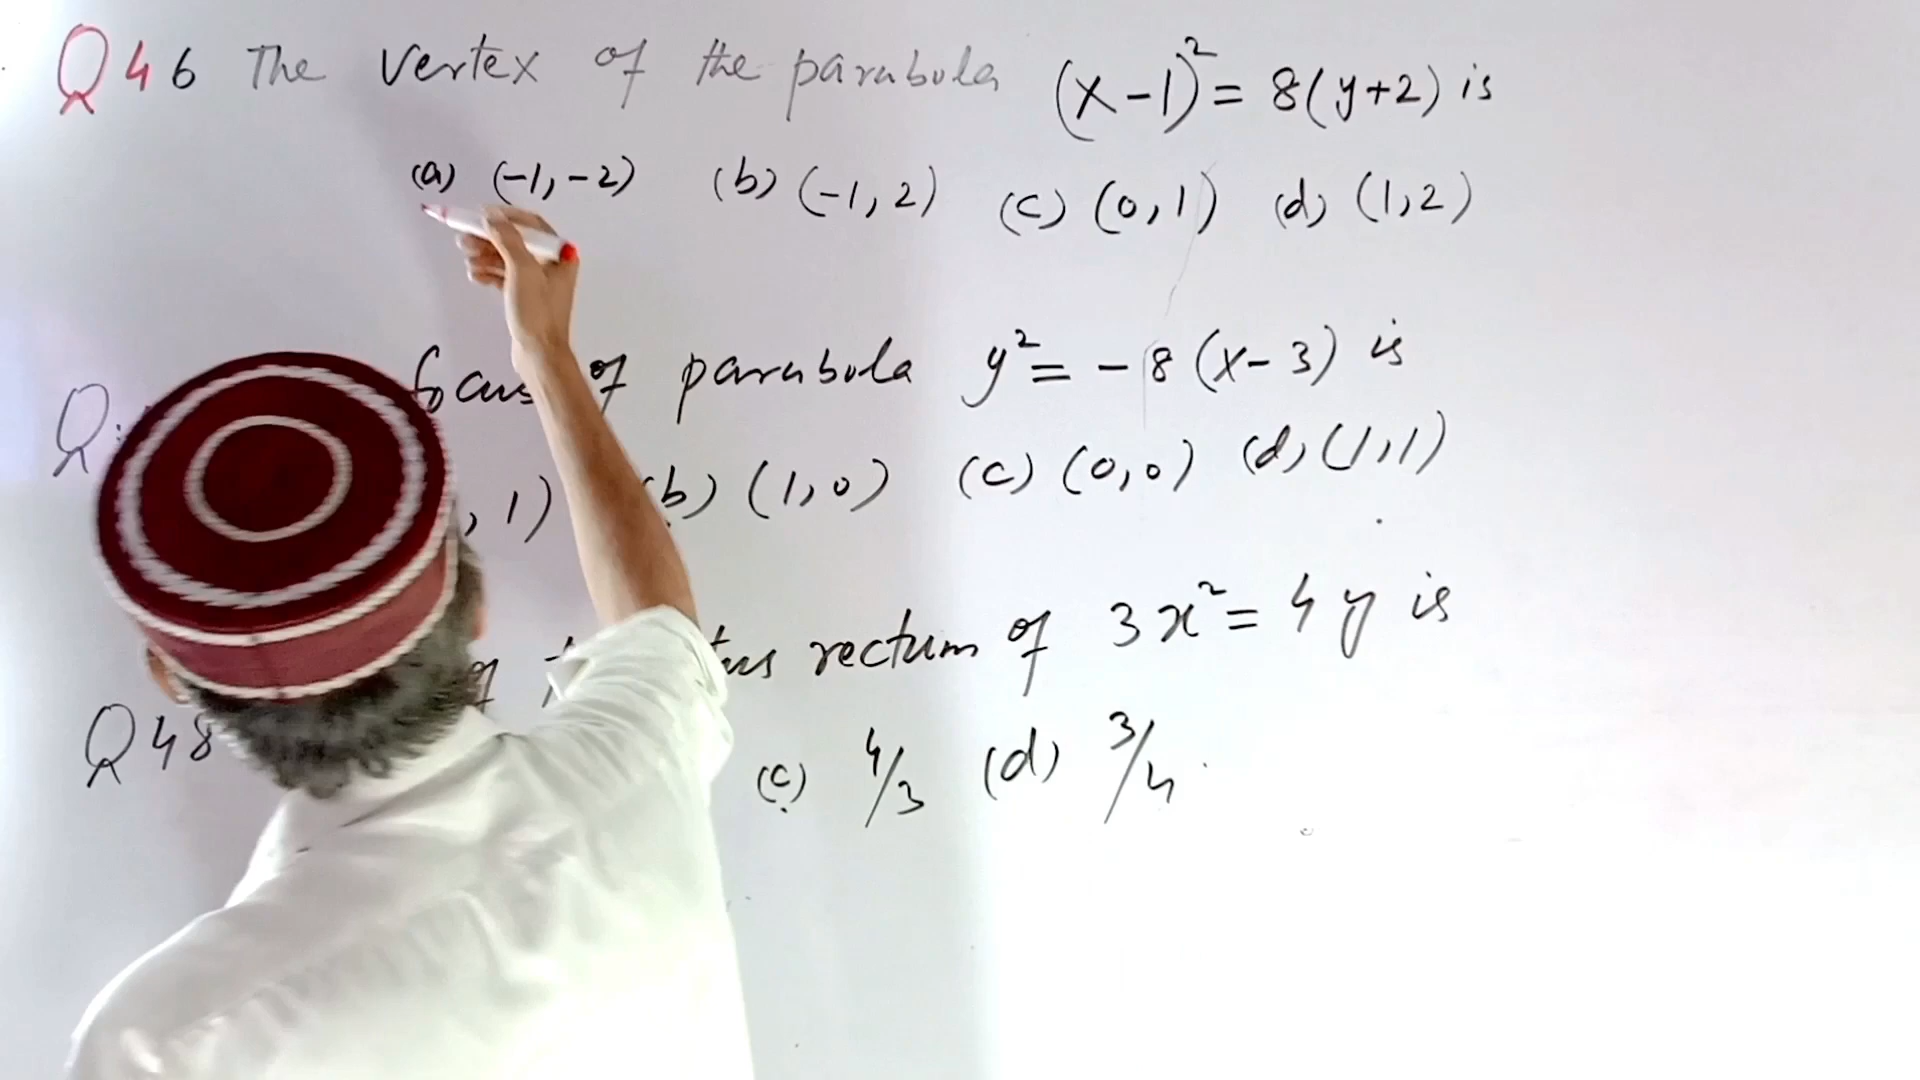 Q46 The vertex of the parabola (x-1)²= 8(y+2) is
(a) (-1,-2) (b) (-1,2) (c) (0,1) (d) (1,2)
Q focus of parabola y²= -8(x-3) is
, 1) (b) (1,0) (c) (0,0) (d) (1,1)
Q48 rectum of 3x²= 4y is
(c) 4/3 (d) 3/4